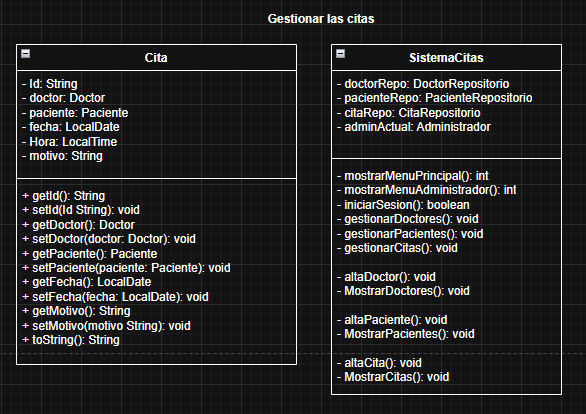 Gestionar las citas
Cita
- Id: String
- doctor: Doctor
- paciente: Paciente
- fecha: LocalDate
- Hora: LocalTime
- motivo: String
+ getId(): String
+ setId(Id String): void
+ getDoctor(): Doctor
+ setDoctor(doctor: Doctor): void
+ getPaciente(): Paciente
+ setPaciente(paciente: Paciente): void
+ getFecha(): LocalDate
+ setFecha(fecha: LocalDate): void
+ getMotivo(): String
+ setMotivo(motivo String): void
+ toString(): String
SistemaCitas
- doctorRepo: DoctorRepositorio
- pacienteRepo: PacienteRepositorio
- citaRepo: CitaRepositorio
- adminActual: Administrador
- mostrarMenuPrincipal(): int
- mostrarMenuAdministrador(): int
- iniciarSesion(): boolean
- gestionarDoctores(): void
- gestionarPacientes(): void
- gestionarCitas(): void
- altaDoctor(): void
- MostrarDoctores(): void
- altaPaciente(): void
- MostrarPacientes(): void
- altaCita(): void
- MostrarCitas(): void